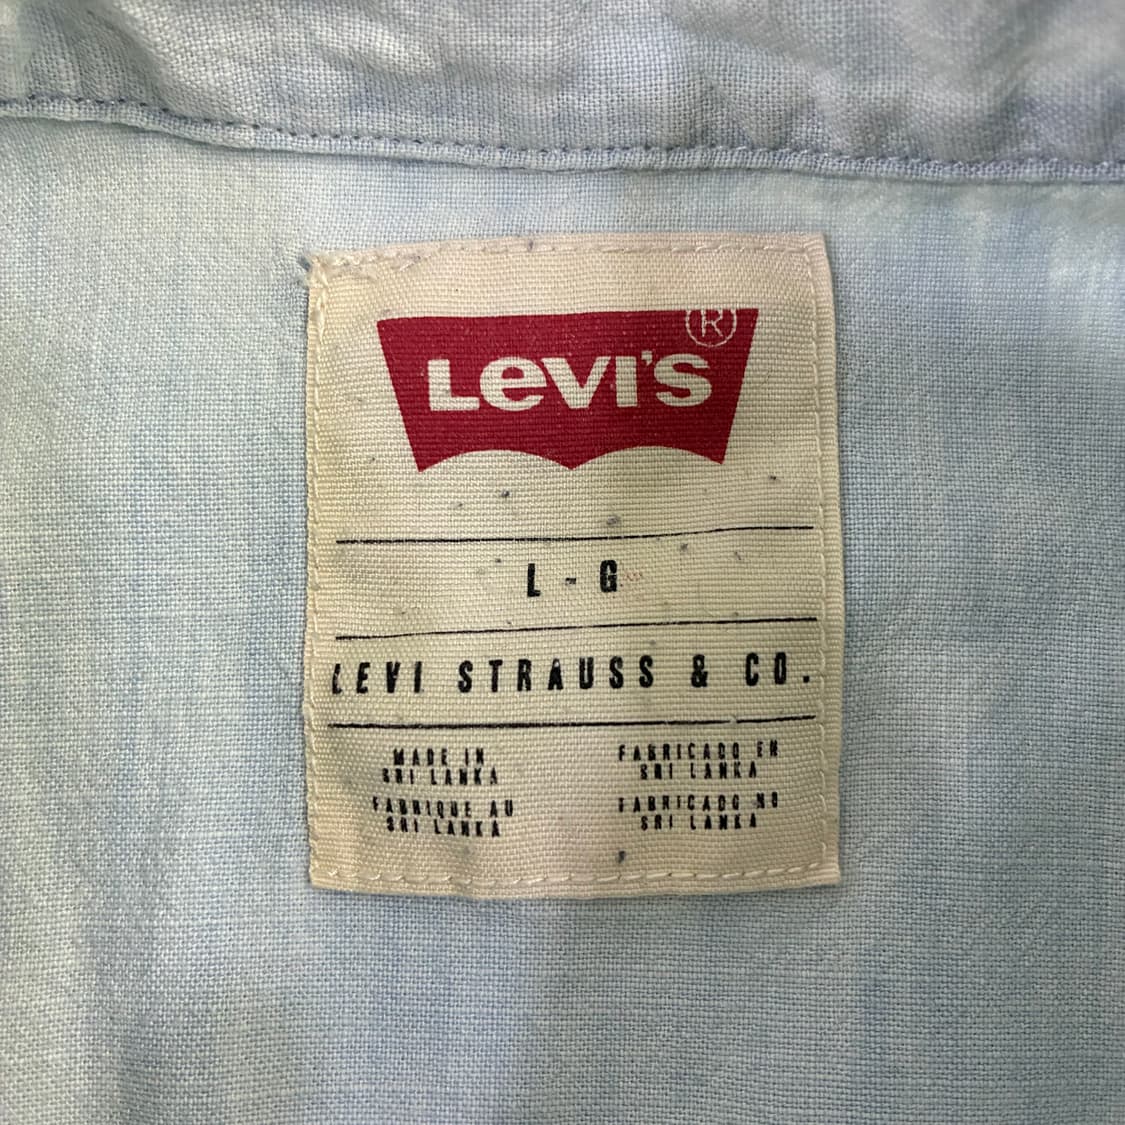 Levi's ®
L - G
LEVI STRAUSS & CO.
MADE IN
SRI LANKA
FABRIQUE AU
SRI LANKA
FABRICADO EN
SRI LANKA
FABRICADO NO
SRI LANKA